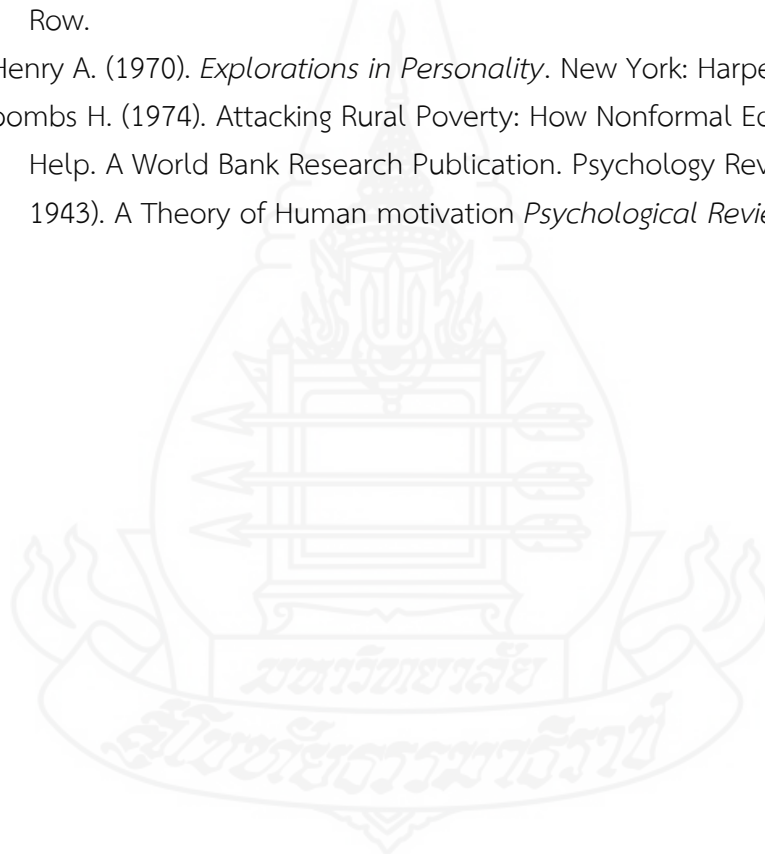 Row.
Henry A. (1970). Explorations in Personality. New York: Harpe
oombs H. (1974). Attacking Rural Poverty: How Nonformal Ed
Help. A World Bank Research Publication. Psychology Rev
1943). A Theory of Human motivation Psychological Revie
มหาวิทยาลัย
สุโขทัยธรรมาธิราช